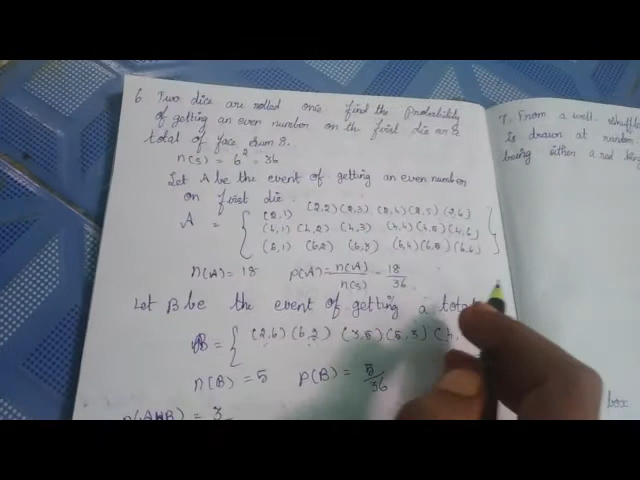 6. Two dice are rolled once. find the Probability
of getting an even number on the first die or a
total of face sum 8.
n(s) = 6² = 36
Let A be the event of getting an even number
on first die.
A = { (2,1) (2,2) (2,3) (2,4) (2,5) (2,6)
(4,1) (4,2) (4,3) (4,4) (4,5) (4,6)
(6,1) (6,2) (6,3) (6,4) (6,5) (6,6) }
n(A) = 18 P(A) = n(A)/n(s) = 18/36
Let B be the event of getting a total
B = { (2,6) (6,2) (3,5) (5,3) (4,
n(B) = 5 P(B) = 5/36
3
7. From a well
is drawn at random
being either a red
box